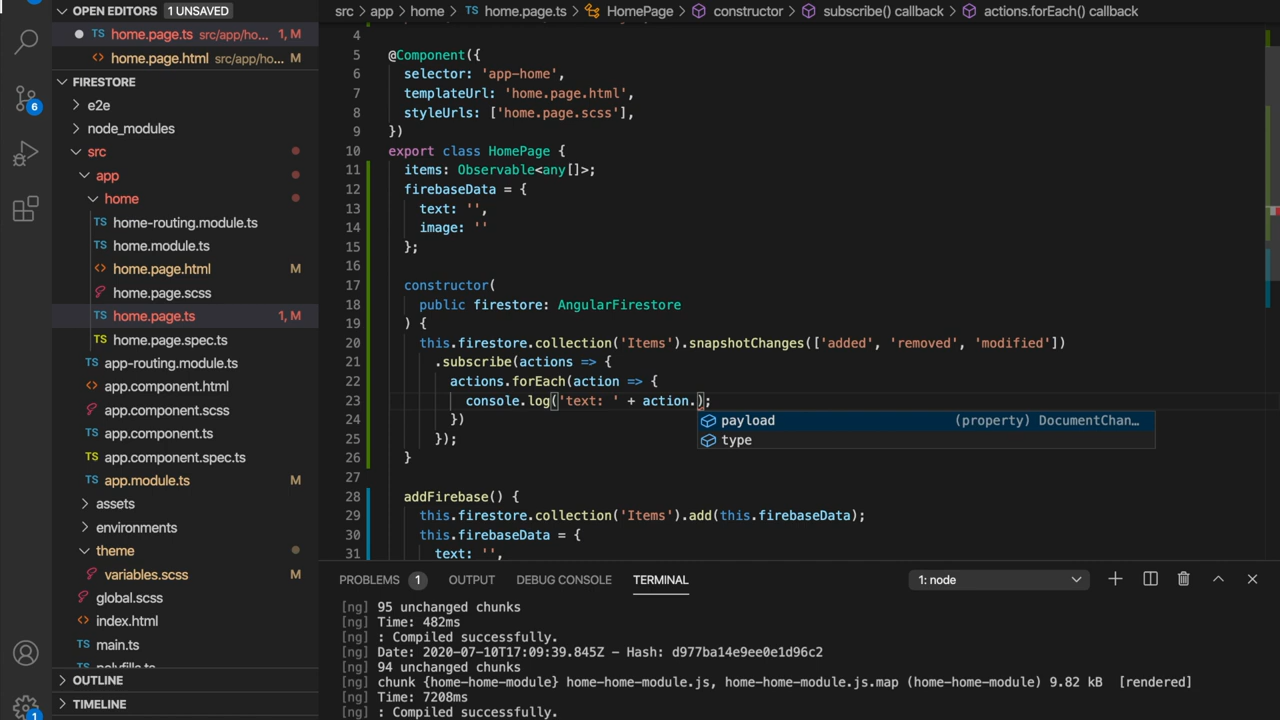 OPEN EDITORS 1 UNSAVED
TS home.page.ts src/app/ho... 1, M
<> home.page.html src/app/ho... M
FIRESTORE
e2e
node_modules
src
app
home
TS home-routing.module.ts
TS home.module.ts
<> home.page.html M
home.page.scss
TS home.page.ts 1, M
TS home.page.spec.ts
TS app-routing.module.ts
<> app.component.html
app.component.scss
TS app.component.ts
TS app.component.spec.ts
TS app.module.ts M
assets
environments
theme
variables.scss M
global.scss
<> index.html
TS main.ts
OUTLINE
TIMELINE
6
1
src > app > home > TS home.page.ts > HomePage > constructor > subscribe() callback > actions.forEach() callback
4
5 @Component({
6 selector: 'app-home',
7 templateUrl: 'home.page.html',
8 styleUrls: ['home.page.scss'],
9 })
10 export class HomePage {
11 items: Observable<any[]>;
12 firebaseData = {
13 text: '',
14 image: ''
15 };
16
17 constructor(
18 public firestore: AngularFirestore
19 ) {
20 this.firestore.collection('Items').snapshotChanges(['added', 'removed', 'modified'])
21 .subscribe(actions => {
22 actions.forEach(action => {
23 console.log('text: ' + action.);
payload (property) DocumentChan...
type
24 })
25 });
26 }
27
28 addFirebase() {
29 this.firestore.collection('Items').add(this.firebaseData);
30 this.firebaseData = {
31 text: '',
PROBLEMS 1 OUTPUT DEBUG CONSOLE TERMINAL 1: node
[ng] 95 unchanged chunks
[ng] Time: 482ms
[ng] : Compiled successfully.
[ng] Date: 2020-07-10T17:09:39.845Z - Hash: d977ba14e9ee0e1d96c2
[ng] 94 unchanged chunks
[ng] chunk {home-home-module} home-home-module.js, home-home-module.js.map (home-home-module) 9.82 kB [rendered]
[ng] Time: 7208ms
[ng] : Compiled successfully.